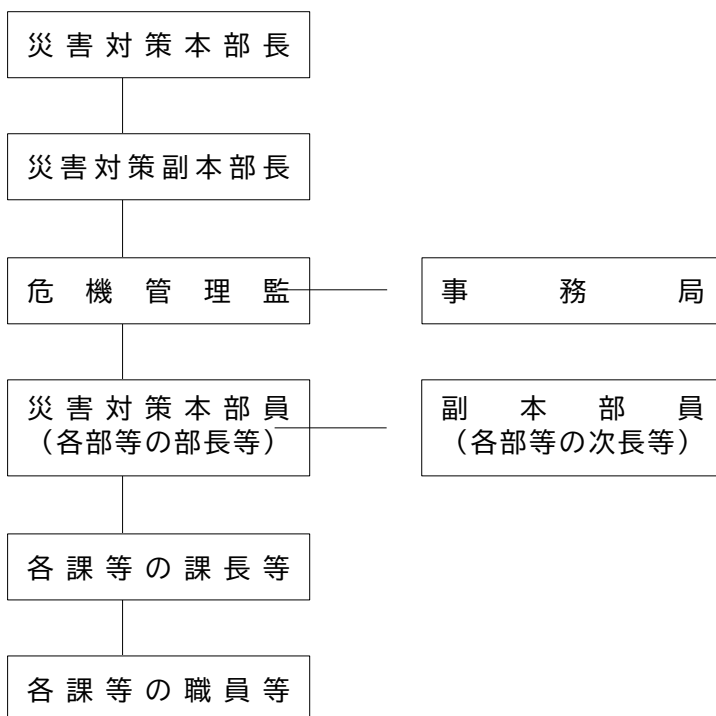 災害対策本部長
災害対策副本部長
危機管理監
事務局
災害対策本部員
（各部等の部長等）
副本部員
（各部等の次長等）
各課等の課長等
各課等の職員等